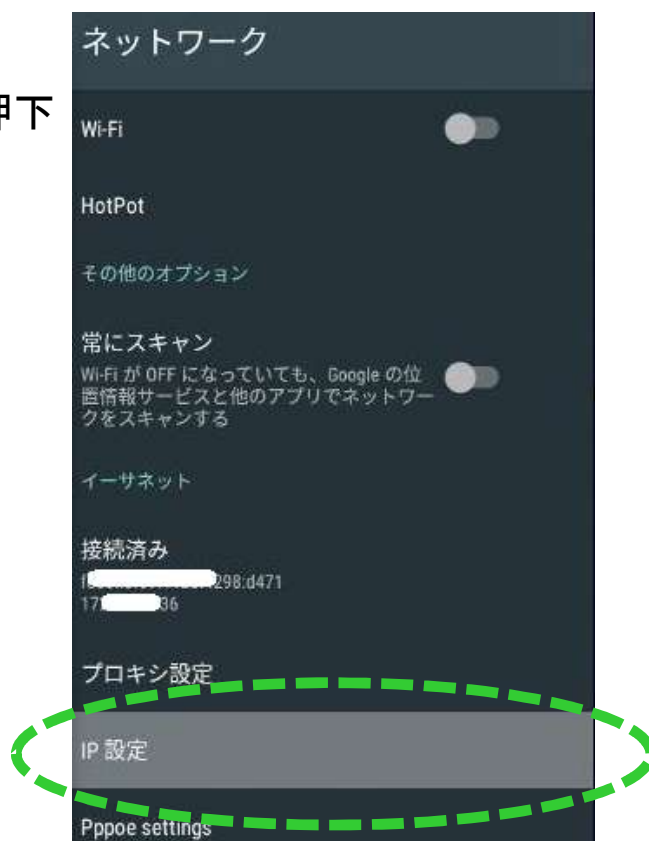 ネットワーク
下
Wi-Fi
HotPot
その他のオプション
常にスキャン
Wi-Fi が OFF になっていても、Google の位
置情報サービスと他のアプリでネットワー
クをスキャンする
イーサネット
接続済み
298:d471
17 36
プロキシ設定
IP 設定
Pppoe settings